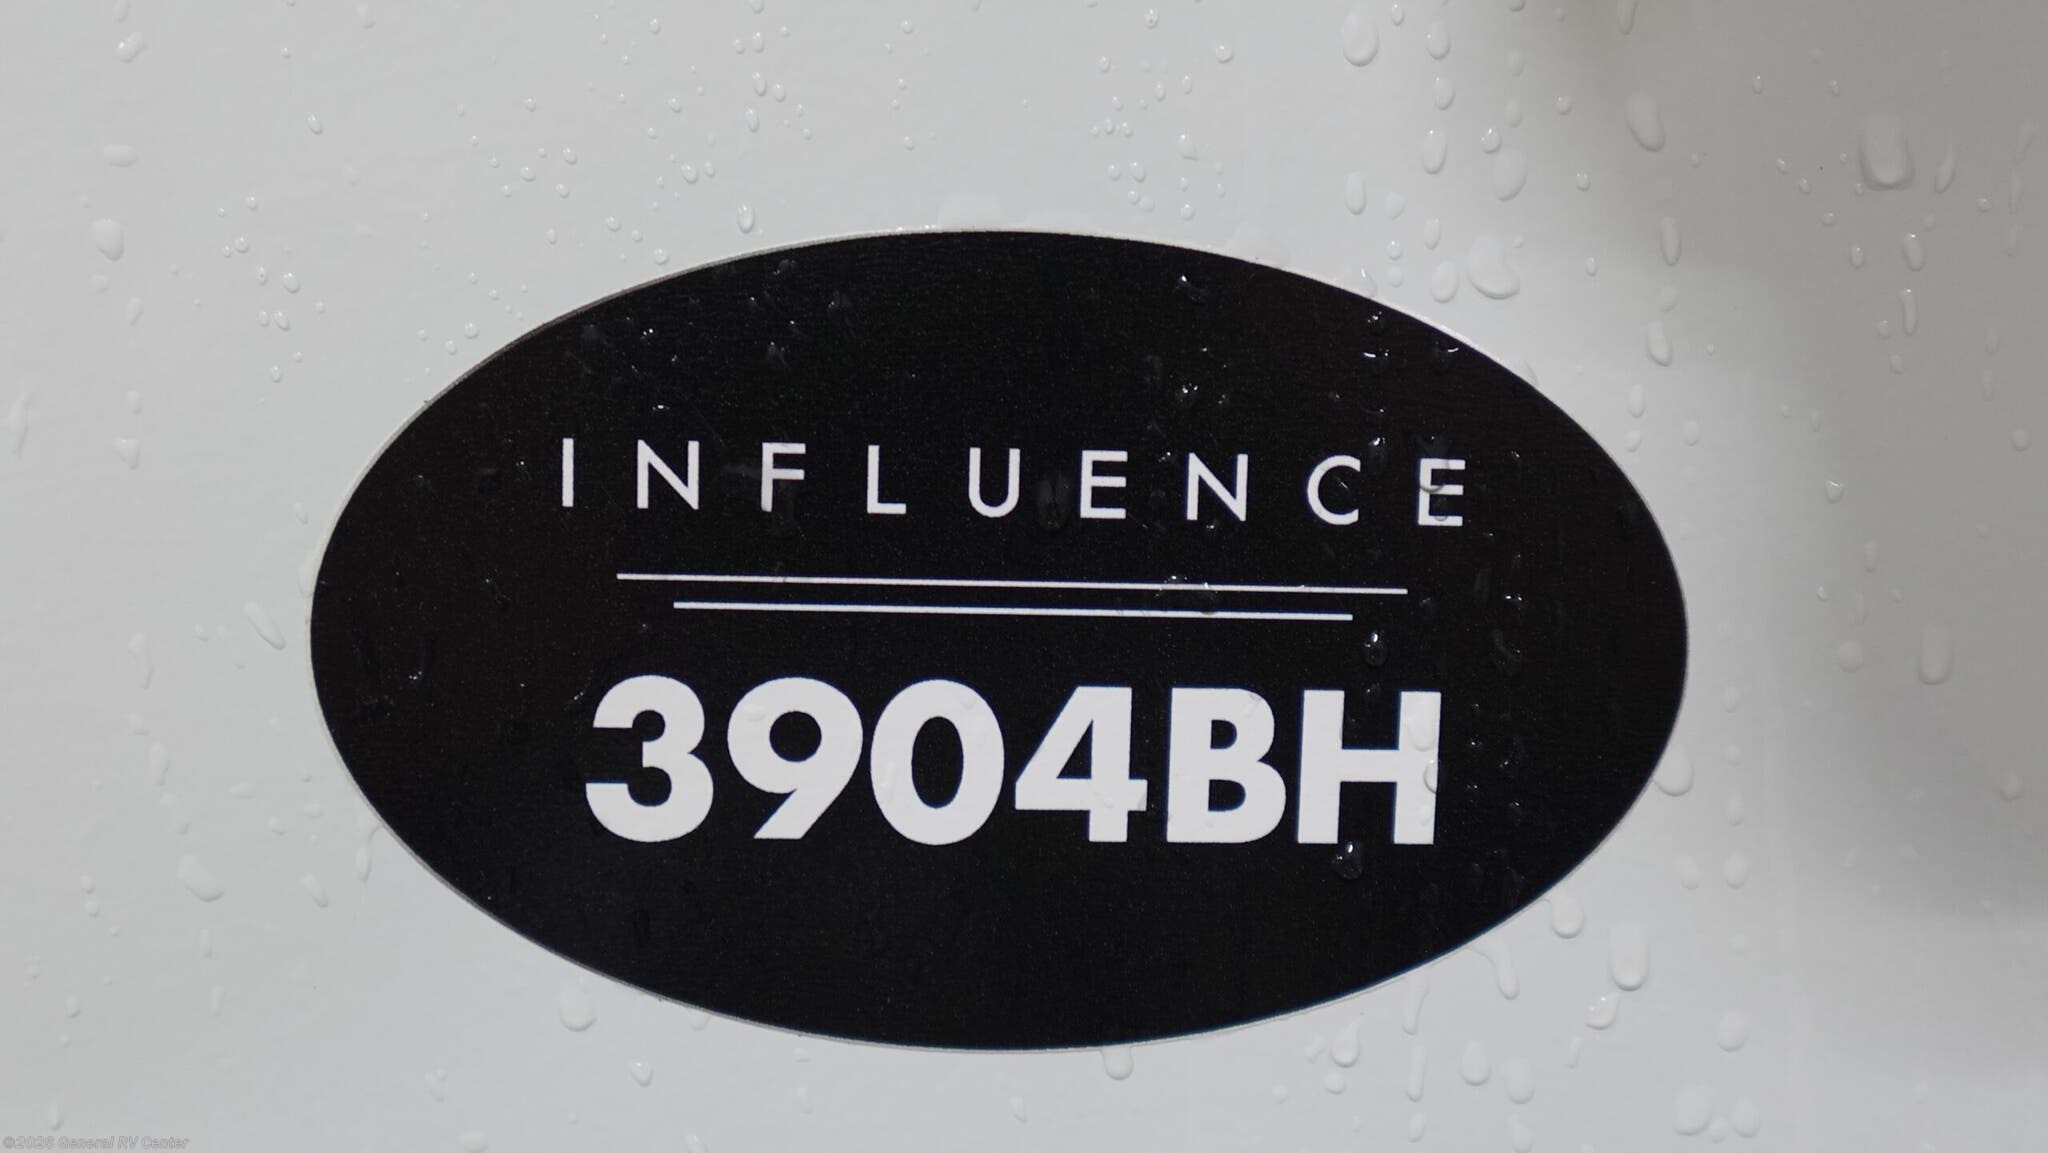 INFLUENCE
3904BH
©2026 General RV Center